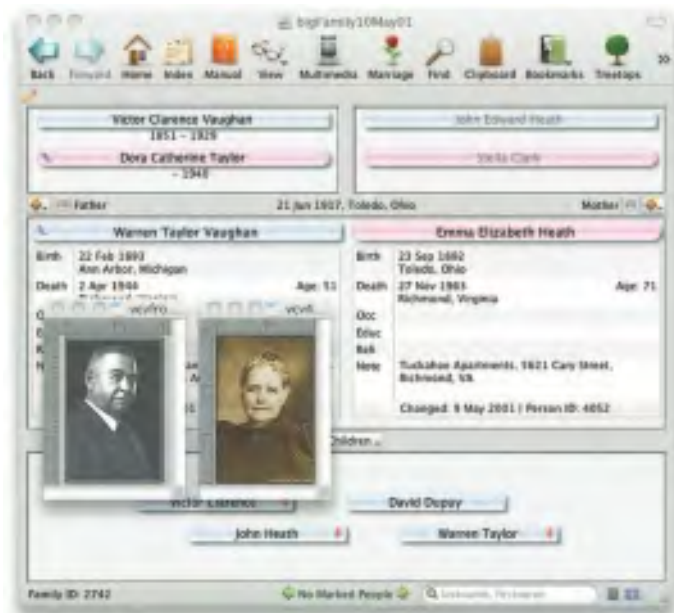 bigFamily10May01
Back Forward Home Index Manual View Multimedia Marriage Find Clipboard Bookmarks Treetops
Victor Clarence Vaughan
1851 – 1929
Dora Catherine Taylor
– 1940
John Edward Heath
Stella Clark
Father 21 Jun 1917, Toledo, Ohio Mother
Warren Taylor Vaughan
Birth 22 Feb 1893
Ann Arbor, Michigan
Death 2 Apr 1944 Age: 51
Emma Elizabeth Heath
Birth 23 Sep 1892
Toledo, Ohio
Death 27 Nov 1963 Age: 71
Richmond, Virginia
Occ
Educ
Reli
Note Tuckahoe Apartments, 5621 Cary Street,
Richmond, VA
Changed: 9 May 2001 | Person ID: 4052
Children
Victor Clarence David Dupuy
John Heath Warren Taylor
Family ID: 2742 No Marked People